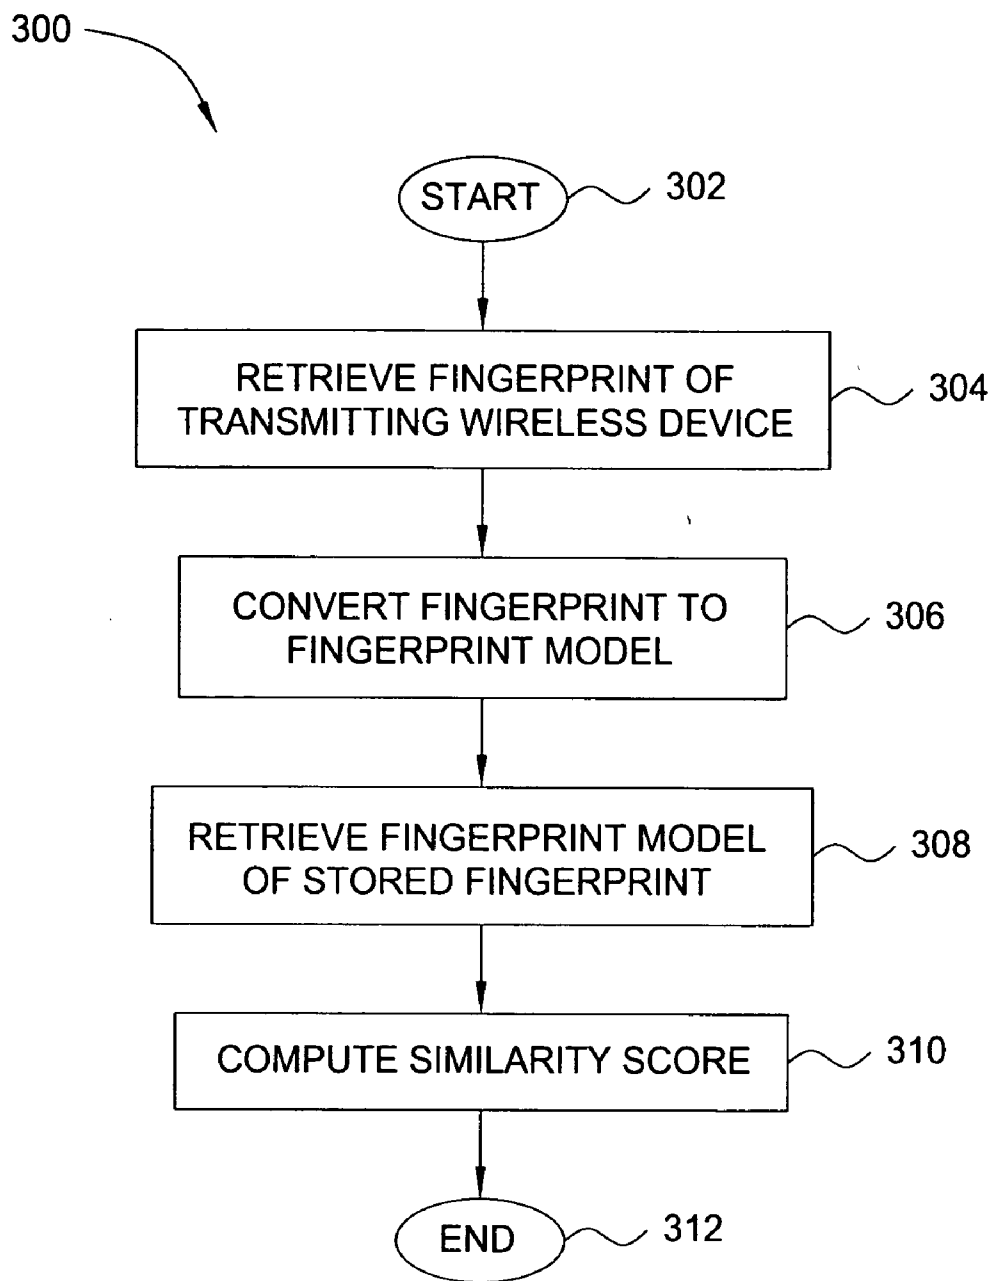 300
START
302
RETRIEVE FINGERPRINT OF
TRANSMITTING WIRELESS DEVICE
304
CONVERT FINGERPRINT TO
FINGERPRINT MODEL
306
RETRIEVE FINGERPRINT MODEL
OF STORED FINGERPRINT
308
COMPUTE SIMILARITY SCORE
310
END
312